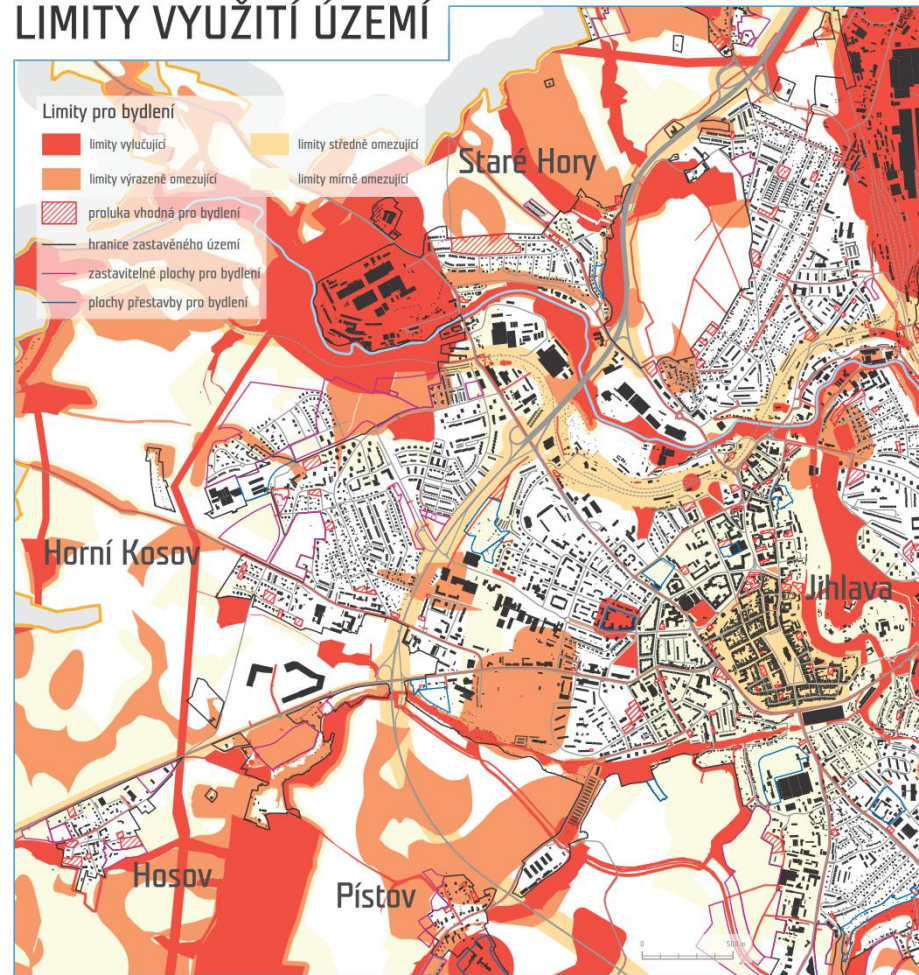 LIMITY VYUŽITÍ ÚZEMÍ
Limity pro bydlení
limity vylučující
limity středně omezující
limity výrazeně omezující
limity mírně omezující
proluka vhodná pro bydlení
hranice zastavěného území
zastavitelné plochy pro bydlení
plochy přestavby pro bydlení
Staré Hory
Horní Kosov
Jihlava
Hosov
Pístov
0 500 m